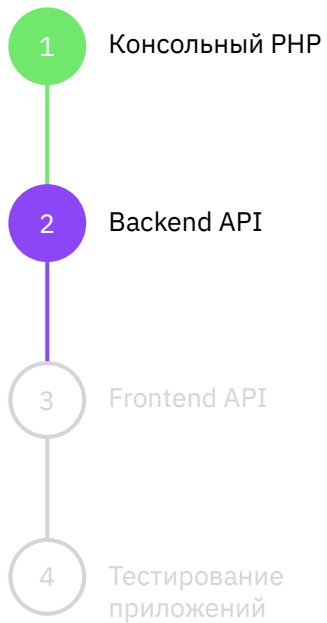 1 Консольный PHP
2 Backend API
3 Frontend API
4 Тестирование
приложений